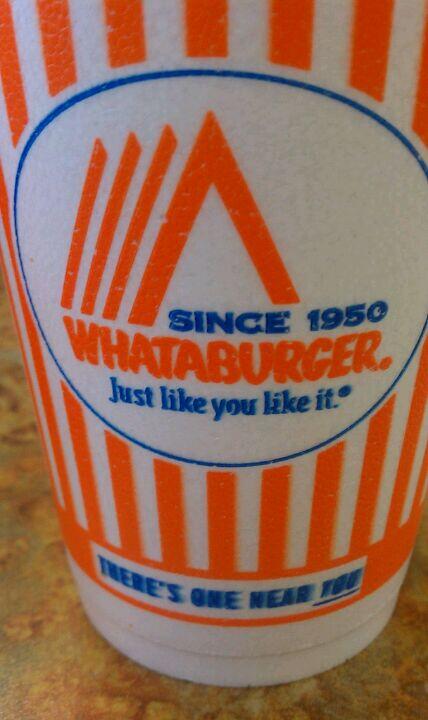 SINCE 1950
WHATABURGER®
Just like you like it.®
THERE'S ONE NEAR YOU